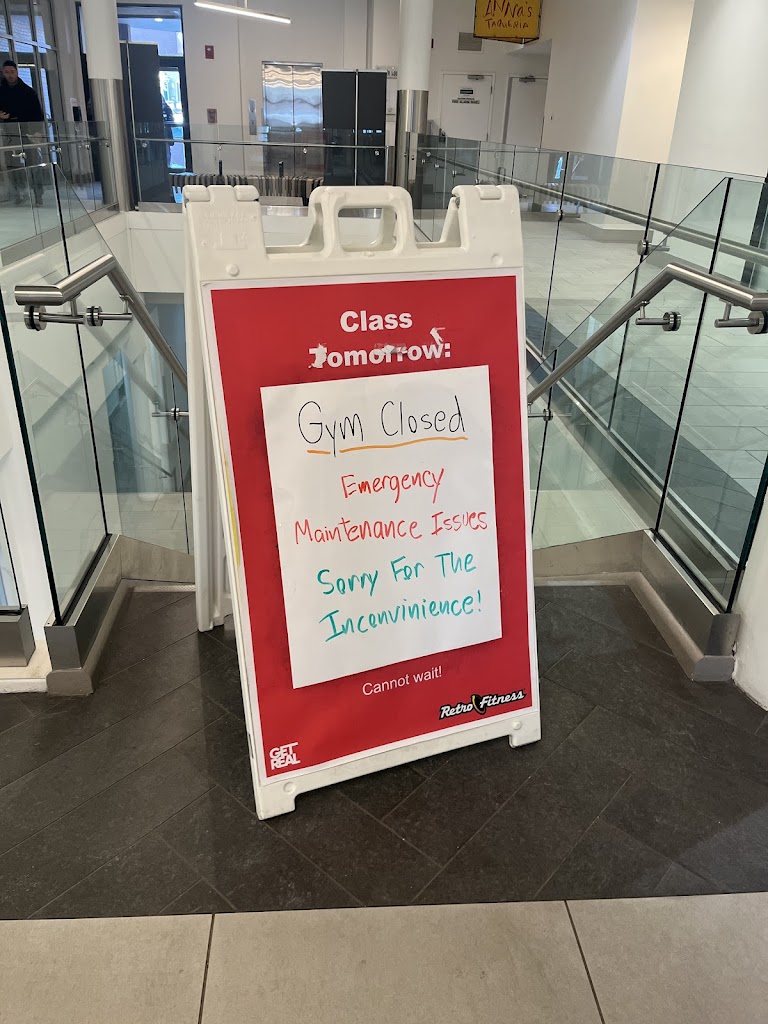 ANNA'S
TAQUERIA
Class
Tomorrow:
Gym Closed
Emergency
Maintenance Issues
Sorry For The
Inconvinience!
Cannot wait!
Retro Fitness
GET
REAL